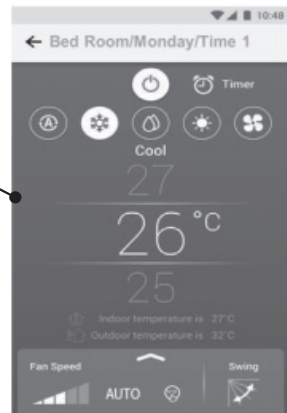 10:48
← Bed Room/Monday/Time 1
Timer
A
Cool
27
26°C
25
Indoor temperature is 27°C
Outdoor temperature is 32°C
Fan Speed
Swing
AUTO